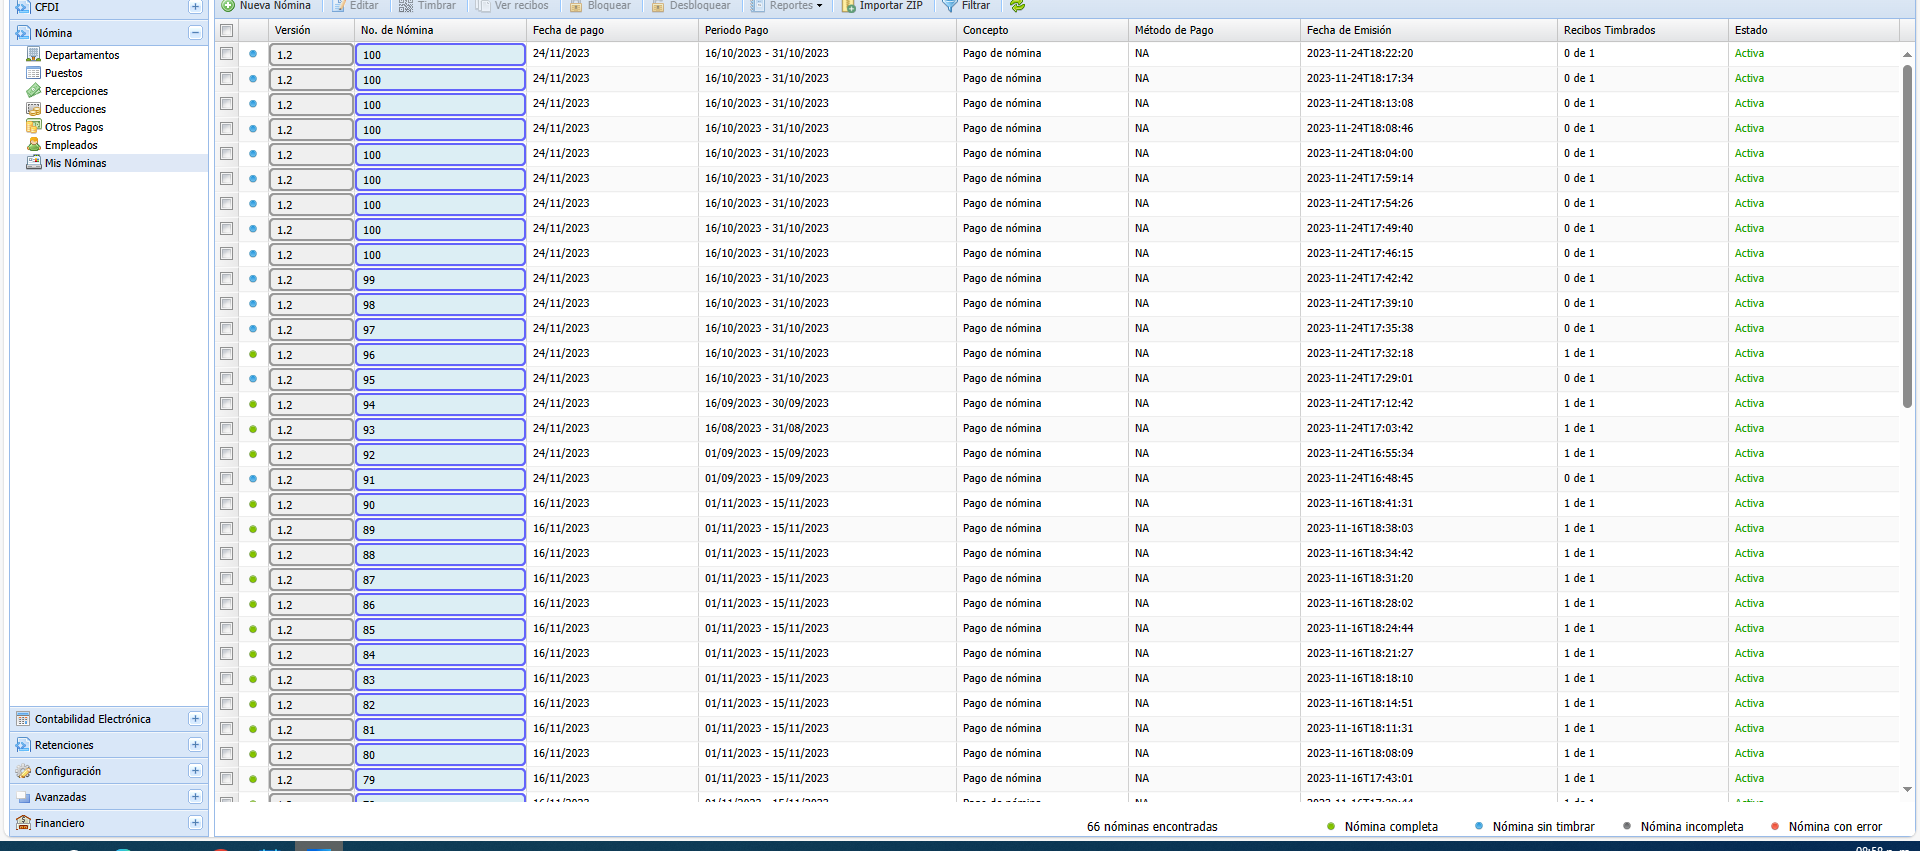 CFDI
Nueva Nómina Editar Timbrar Ver recibos Bloquear Desbloquear Reportes Importar ZIP Filtrar
Nómina
Departamentos
Puestos
Percepciones
Deducciones
Otros Pagos
Empleados
Mis Nóminas
Contabilidad Electrónica
Retenciones
Configuración
Avanzadas
Financiero
Versión No. de Nómina Fecha de pago Periodo Pago Concepto Método de Pago Fecha de Emisión Recibos Timbrados Estado
1.2 100 24/11/2023 16/10/2023 - 31/10/2023 Pago de nómina NA 2023-11-24T18:22:20 0 de 1 Activa
1.2 100 24/11/2023 16/10/2023 - 31/10/2023 Pago de nómina NA 2023-11-24T18:17:34 0 de 1 Activa
1.2 100 24/11/2023 16/10/2023 - 31/10/2023 Pago de nómina NA 2023-11-24T18:13:08 0 de 1 Activa
1.2 100 24/11/2023 16/10/2023 - 31/10/2023 Pago de nómina NA 2023-11-24T18:08:46 0 de 1 Activa
1.2 100 24/11/2023 16/10/2023 - 31/10/2023 Pago de nómina NA 2023-11-24T18:04:00 0 de 1 Activa
1.2 100 24/11/2023 16/10/2023 - 31/10/2023 Pago de nómina NA 2023-11-24T17:59:14 0 de 1 Activa
1.2 100 24/11/2023 16/10/2023 - 31/10/2023 Pago de nómina NA 2023-11-24T17:54:26 0 de 1 Activa
1.2 100 24/11/2023 16/10/2023 - 31/10/2023 Pago de nómina NA 2023-11-24T17:49:40 0 de 1 Activa
1.2 100 24/11/2023 16/10/2023 - 31/10/2023 Pago de nómina NA 2023-11-24T17:46:15 0 de 1 Activa
1.2 99 24/11/2023 16/10/2023 - 31/10/2023 Pago de nómina NA 2023-11-24T17:42:42 0 de 1 Activa
1.2 98 24/11/2023 16/10/2023 - 31/10/2023 Pago de nómina NA 2023-11-24T17:39:10 0 de 1 Activa
1.2 97 24/11/2023 16/10/2023 - 31/10/2023 Pago de nómina NA 2023-11-24T17:35:38 0 de 1 Activa
1.2 96 24/11/2023 16/10/2023 - 31/10/2023 Pago de nómina NA 2023-11-24T17:32:18 1 de 1 Activa
1.2 95 24/11/2023 16/10/2023 - 31/10/2023 Pago de nómina NA 2023-11-24T17:29:01 0 de 1 Activa
1.2 94 24/11/2023 16/09/2023 - 30/09/2023 Pago de nómina NA 2023-11-24T17:12:42 1 de 1 Activa
1.2 93 24/11/2023 16/08/2023 - 31/08/2023 Pago de nómina NA 2023-11-24T17:03:42 1 de 1 Activa
1.2 92 24/11/2023 01/09/2023 - 15/09/2023 Pago de nómina NA 2023-11-24T16:55:34 1 de 1 Activa
1.2 91 24/11/2023 01/09/2023 - 15/09/2023 Pago de nómina NA 2023-11-24T16:48:45 0 de 1 Activa
1.2 90 16/11/2023 01/11/2023 - 15/11/2023 Pago de nómina NA 2023-11-16T18:41:31 1 de 1 Activa
1.2 89 16/11/2023 01/11/2023 - 15/11/2023 Pago de nómina NA 2023-11-16T18:38:03 1 de 1 Activa
1.2 88 16/11/2023 01/11/2023 - 15/11/2023 Pago de nómina NA 2023-11-16T18:34:42 1 de 1 Activa
1.2 87 16/11/2023 01/11/2023 - 15/11/2023 Pago de nómina NA 2023-11-16T18:31:20 1 de 1 Activa
1.2 86 16/11/2023 01/11/2023 - 15/11/2023 Pago de nómina NA 2023-11-16T18:28:02 1 de 1 Activa
1.2 85 16/11/2023 01/11/2023 - 15/11/2023 Pago de nómina NA 2023-11-16T18:24:44 1 de 1 Activa
1.2 84 16/11/2023 01/11/2023 - 15/11/2023 Pago de nómina NA 2023-11-16T18:21:27 1 de 1 Activa
1.2 83 16/11/2023 01/11/2023 - 15/11/2023 Pago de nómina NA 2023-11-16T18:18:10 1 de 1 Activa
1.2 82 16/11/2023 01/11/2023 - 15/11/2023 Pago de nómina NA 2023-11-16T18:14:51 1 de 1 Activa
1.2 81 16/11/2023 01/11/2023 - 15/11/2023 Pago de nómina NA 2023-11-16T18:11:31 1 de 1 Activa
1.2 80 16/11/2023 01/11/2023 - 15/11/2023 Pago de nómina NA 2023-11-16T18:08:09 1 de 1 Activa
1.2 79 16/11/2023 01/11/2023 - 15/11/2023 Pago de nómina NA 2023-11-16T17:43:01 1 de 1 Activa
66 nóminas encontradas Nómina completa Nómina sin timbrar Nómina incompleta Nómina con error